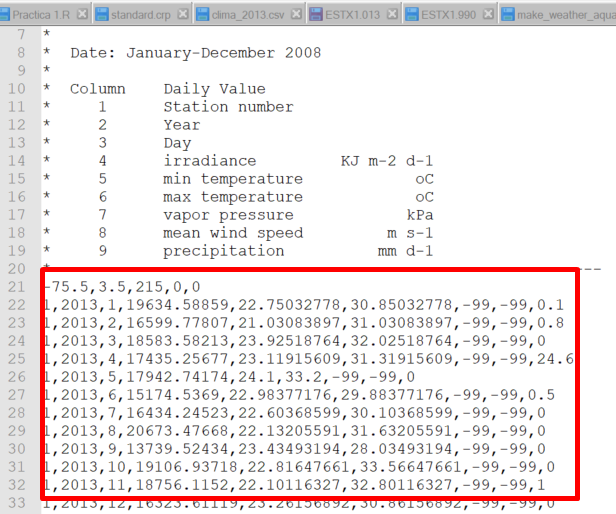 Practica 1.R standard.crp clima_2013.csv ESTX1.013 ESTX1.990 make_weather_aqua
7 *
8 * Date: January-December 2008
9 *
10 * Column Daily Value
11 * 1 Station number
12 * 2 Year
13 * 3 Day
14 * 4 irradiance KJ m-2 d-1
15 * 5 min temperature oC
16 * 6 max temperature oC
17 * 7 vapor pressure kPa
18 * 8 mean wind speed m s-1
19 * 9 precipitation mm d-1
20 *---
21 -75.5,3.5,215,0,0
22 1,2013,1,19634.58859,22.75032778,30.85032778,-99,-99,0.1
23 1,2013,2,16599.77807,21.03083897,31.03083897,-99,-99,0.8
24 1,2013,3,18583.58213,23.92518764,32.02518764,-99,-99,0
25 1,2013,4,17435.25677,23.11915609,31.31915609,-99,-99,24.6
26 1,2013,5,17942.74174,24.1,33.2,-99,-99,0
27 1,2013,6,15174.5369,22.98377176,29.88377176,-99,-99,0.5
28 1,2013,7,16434.24523,22.60368599,30.10368599,-99,-99,0
29 1,2013,8,20673.47668,22.13205591,31.63205591,-99,-99,0
30 1,2013,9,13739.52434,23.43493194,28.03493194,-99,-99,0
31 1,2013,10,19106.93718,22.81647661,33.56647661,-99,-99,0
32 1,2013,11,18756.1152,22.10116327,32.80116327,-99,-99,1
33 1,2013,12,16323.61119,23.26156892,30.86156892,-99,-99,0